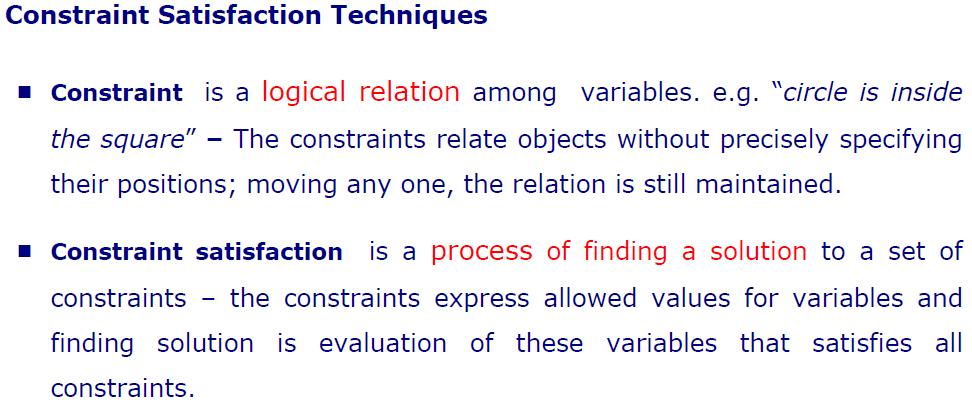 Constraint Satisfaction Techniques
▪ Constraint is a logical relation among variables. e.g. “circle is inside
the square” – The constraints relate objects without precisely specifying
their positions; moving any one, the relation is still maintained.
▪ Constraint satisfaction is a process of finding a solution to a set of
constraints – the constraints express allowed values for variables and
finding solution is evaluation of these variables that satisfies all
constraints.